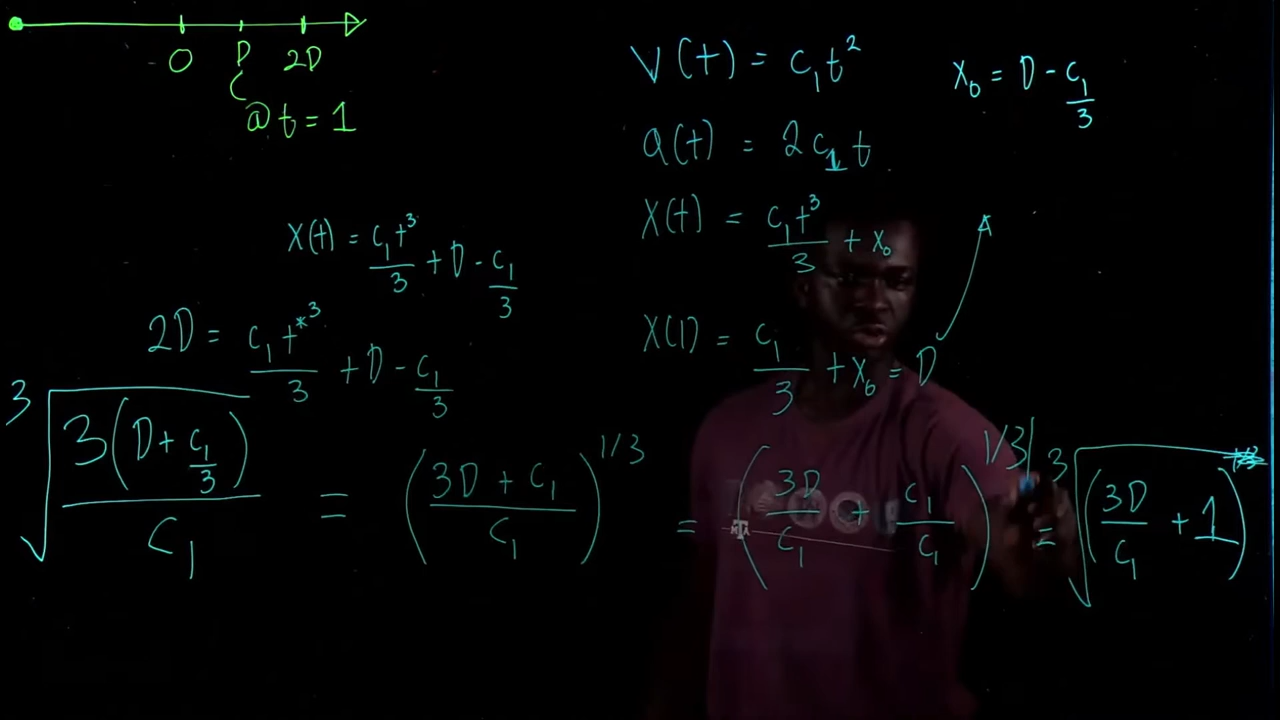 0 D 2D
@ t = 1
V(t) = c₁t²
x₀ = D - c₁/3
a(t) = 2c₁t
x(t) = c₁t³/3 + x₀
x(t) = c₁t³/3 + D - c₁/3
x(1) = c₁/3 + x₀ = D
2D = c₁t*³/3 + D - c₁/3
∛(3(D + c₁/3)/c₁) = ((3D + c₁)/c₁)^1/3 = (3D/c₁ + c₁/c₁)^1/3 = ∛(3D/c₁ + 1)